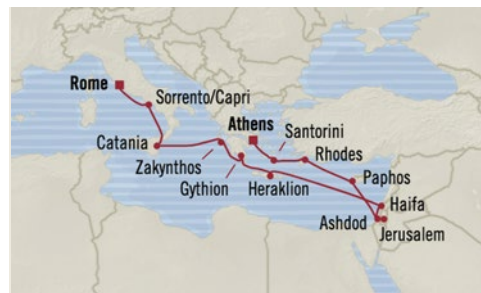 Rome
Sorrento/Capri
Athens
Santorini
Catania
Rhodes
Zakynthos
Paphos
Gythion
Heraklion
Haifa
Ashdod
Jerusalem